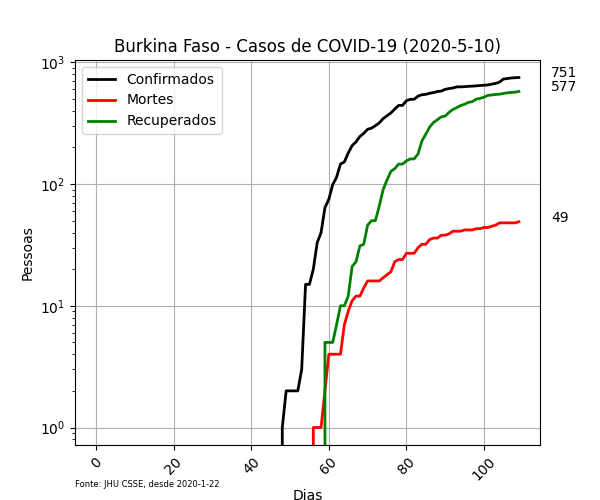 Burkina Faso - Casos de COVID-19 (2020-5-10)
Confirmados
Mortes
Recuperados
751
577
49
10³
10²
10¹
10⁰
Pessoas
0 20 40 60 80 100
Fonte: JHU CSSE, desde 2020-1-22
Dias